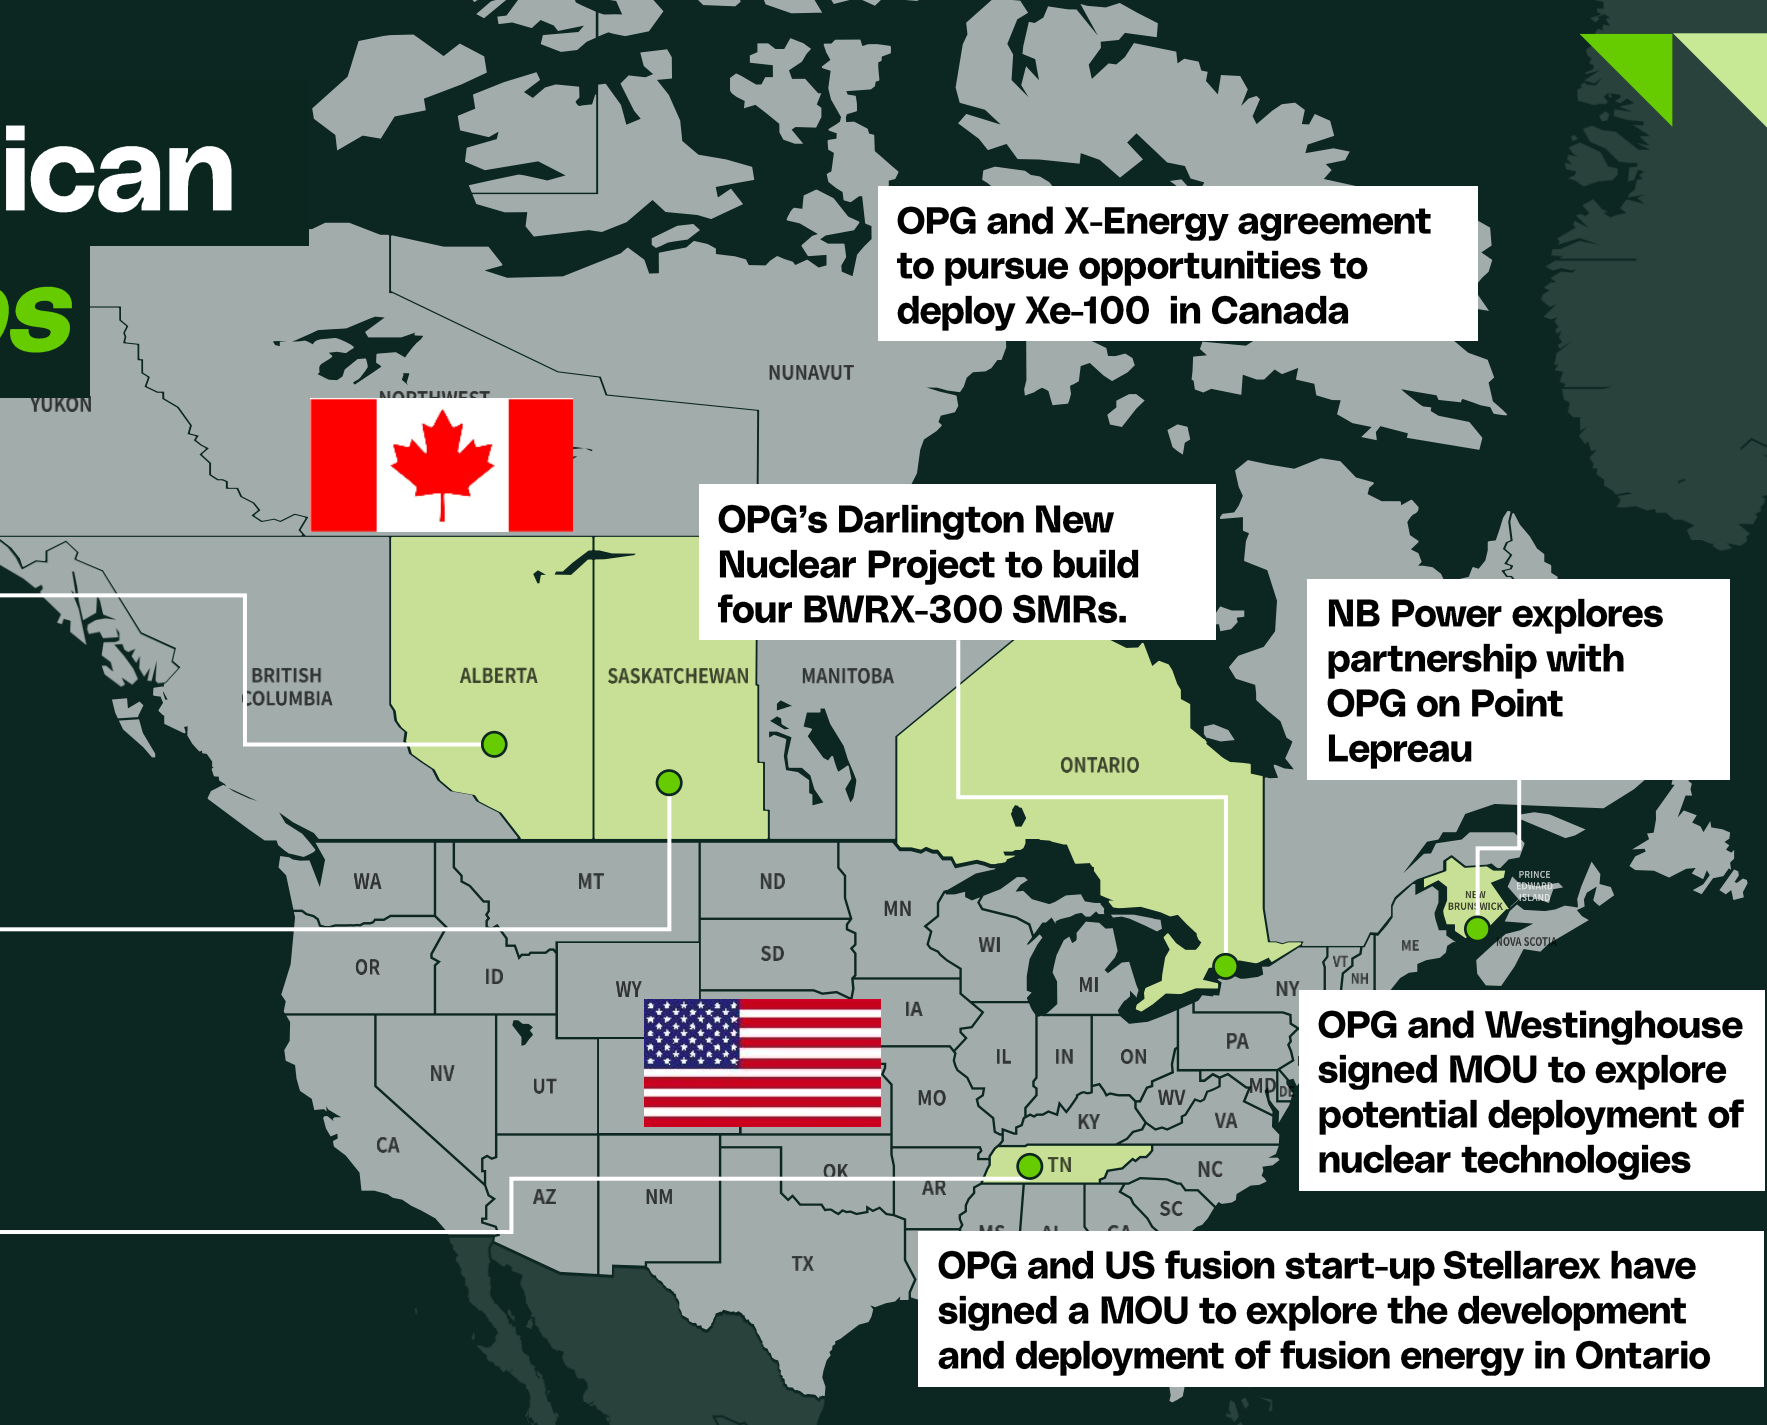 ican
s
OPG and X-Energy agreement
to pursue opportunities to
deploy Xe-100 in Canada
NUNAVUT
NORTHWEST
YUKON
OPG's Darlington New
Nuclear Project to build
four BWRX-300 SMRs.
NB Power explores
partnership with
OPG on Point
Lepreau
BRITISH
COLUMBIA
ALBERTA
SASKATCHEWAN
MANITOBA
ONTARIO
PRINCE
EDWARD
ISLAND
NEW
BRUNSWICK
NOVA SCOTIA
WA
MT
ND
MN
WI
ME
OR
ID
SD
WY
MI
VT
NH
NY
IA
OPG and Westinghouse
signed MOU to explore
potential deployment of
nuclear technologies
NV
UT
IL
IN
ON
PA
MO
WV
MD
DE
KY
VA
CA
TN
NC
OK
AR
AZ
NM
SC
MS
AL
GA
TX
OPG and US fusion start-up Stellarex have
signed a MOU to explore the development
and deployment of fusion energy in Ontario